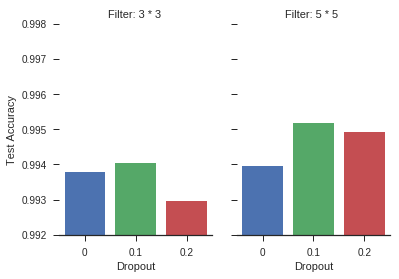 Filter: 3 * 3
Filter: 5 * 5
0.998
0.997
0.996
0.995
0.994
0.993
0.992
Test Accuracy
0 0.1 0.2
0 0.1 0.2
Dropout
Dropout